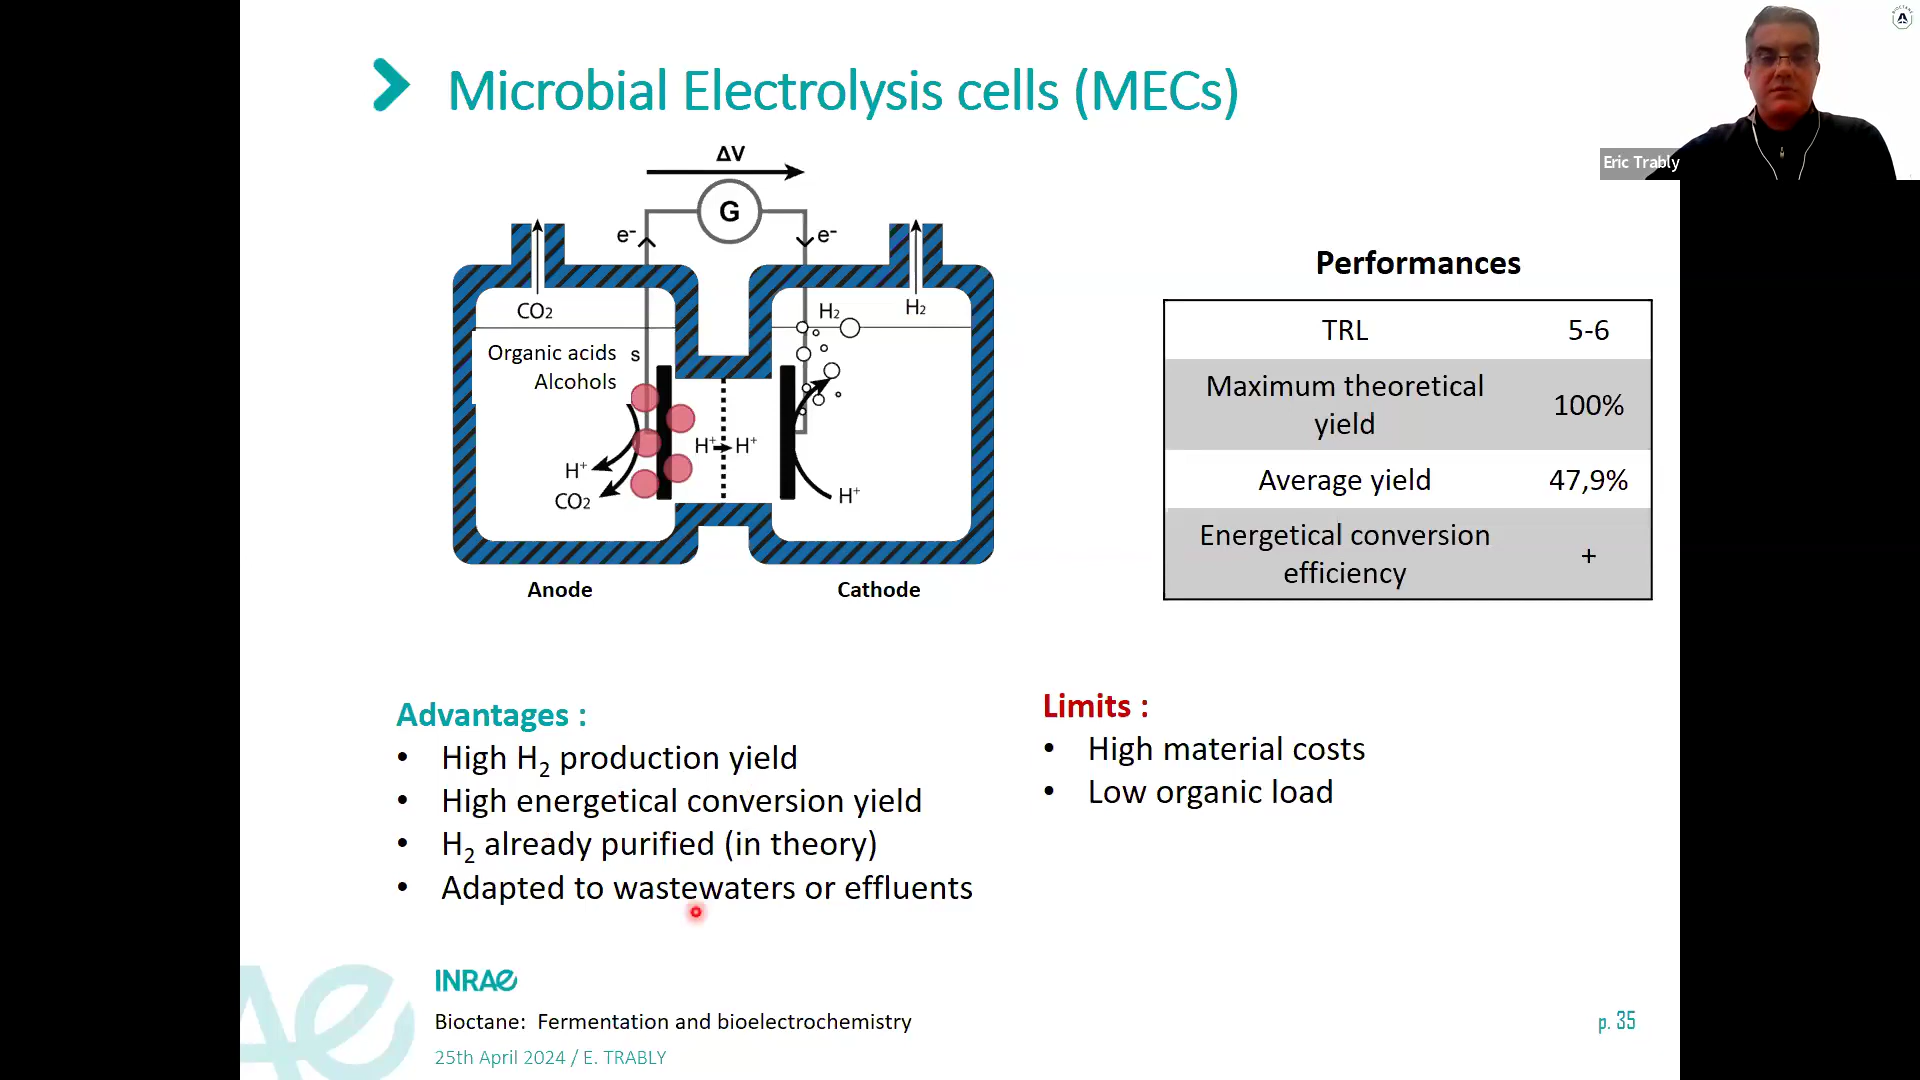 Microbial Electrolysis cells (MECs)
Eric Trably
BIOCTANE
ΔV
G
e-
e-
CO2
H2
H2
Organic acids s
Alcohols
H+
CO2
H+
H+
H+
Anode
Cathode
Performances
TRL 5-6
Maximum theoretical
yield 100%
Average yield 47,9%
Energetical conversion
efficiency +
Advantages :
• High H2 production yield
• High energetical conversion yield
• H2 already purified (in theory)
• Adapted to wastewaters or effluents
Limits :
• High material costs
• Low organic load
INRAE
Bioctane: Fermentation and bioelectrochemistry
25th April 2024 / E. TRABLY
p. 35